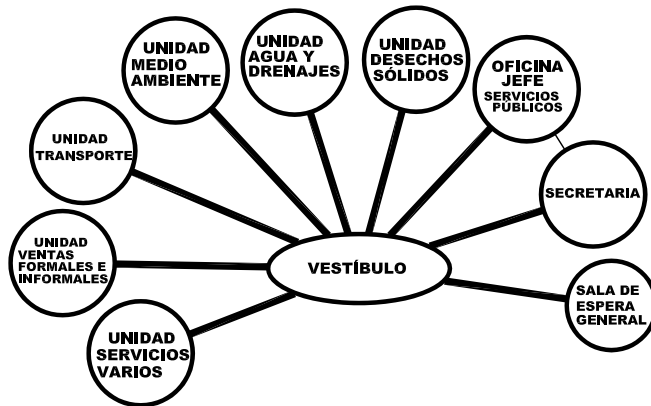 UNIDAD
MEDIO
AMBIENTE
UNIDAD
AGUA Y
DRENAJES
UNIDAD
DESECHOS
SÓLIDOS
OFICINA
JEFE
SERVICIOS
PÚBLICOS
UNIDAD
TRANSPORTE
SECRETARIA
UNIDAD
VENTAS
FORMALES E
INFORMALES
VESTÍBULO
SALA DE
ESPERA
GENERAL
UNIDAD
SERVICIOS
VARIOS